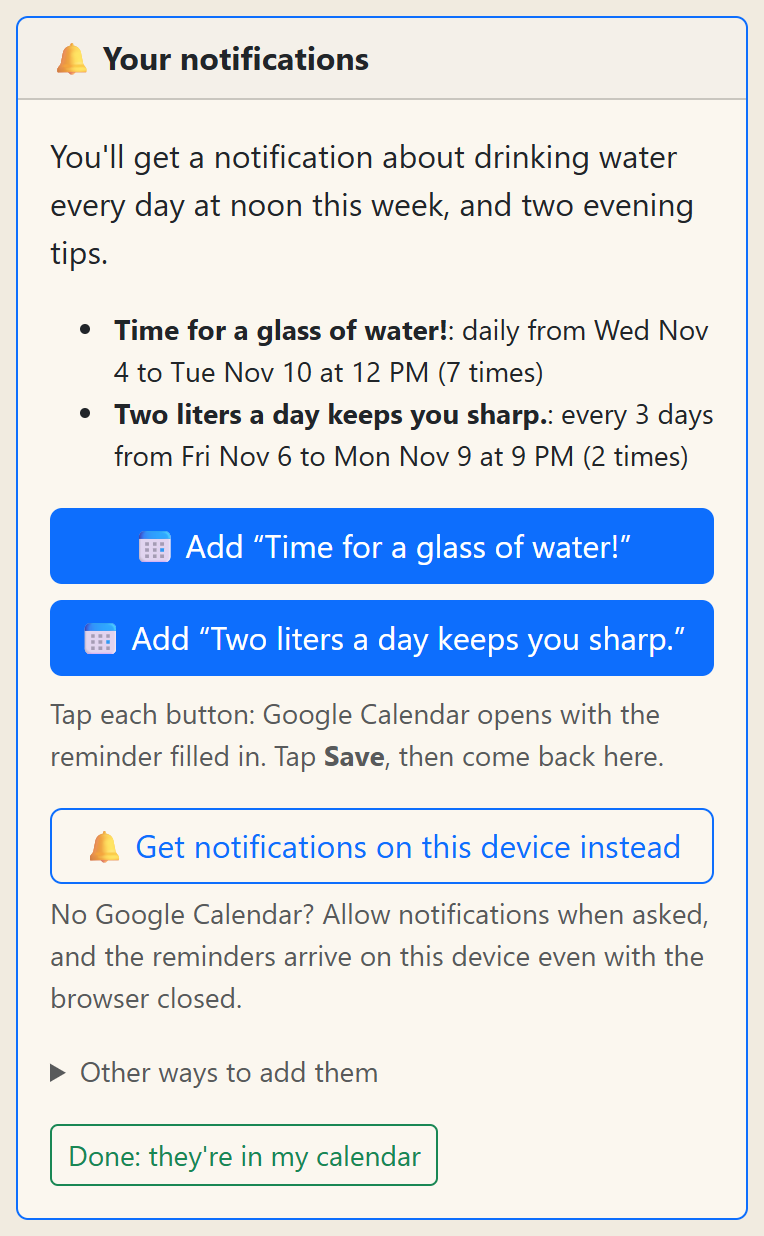 Your notifications
You'll get a notification about drinking water
every day at noon this week, and two evening
tips.
Time for a glass of water!: daily from Wed Nov
4 to Tue Nov 10 at 12 PM (7 times)
Two liters a day keeps you sharp.: every 3 days
from Fri Nov 6 to Mon Nov 9 at 9 PM (2 times)
Add “Time for a glass of water!”
Add “Two liters a day keeps you sharp.”
Tap each button: Google Calendar opens with the
reminder filled in. Tap Save, then come back here.
Get notifications on this device instead
No Google Calendar? Allow notifications when asked,
and the reminders arrive on this device even with the
browser closed.
Other ways to add them
Done: they're in my calendar